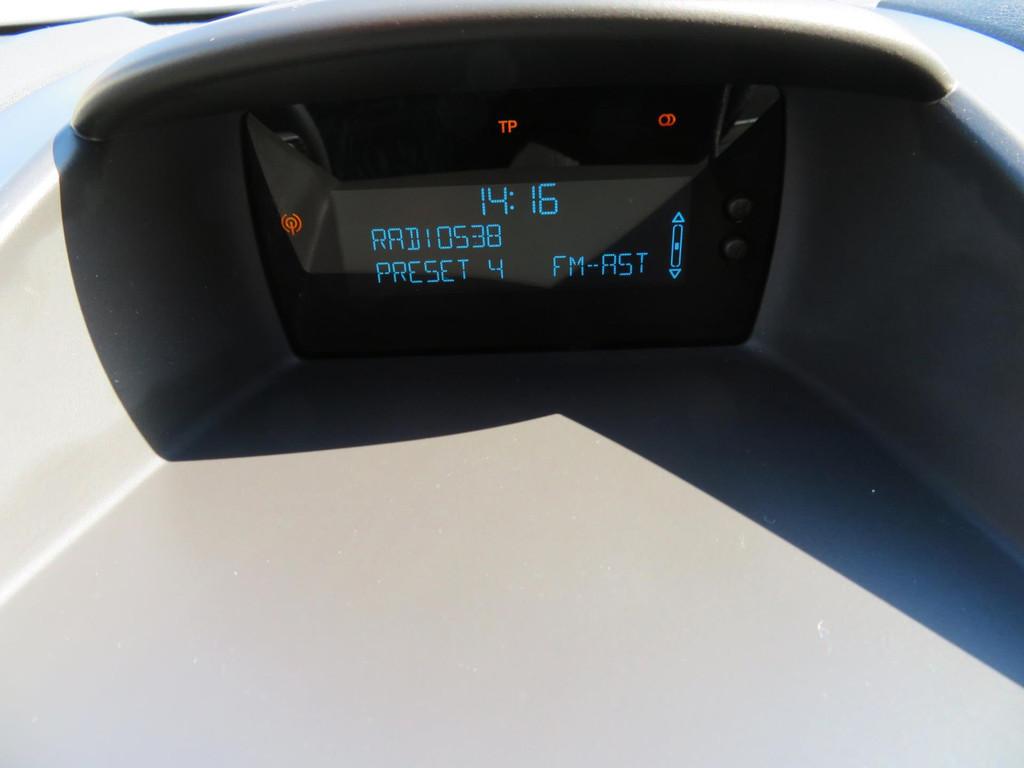 TP
14:16
RADIO538
PRESET 4 FM-AST